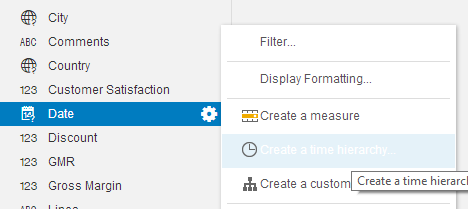 City
ABC Comments
Country
123 Customer Satisfaction
Date
123 Discount
123 GMR
123 Gross Margin
Filter...
Display Formatting...
Create a measure
Create a time hierarchy...
Create a custom
Create a time hierarch